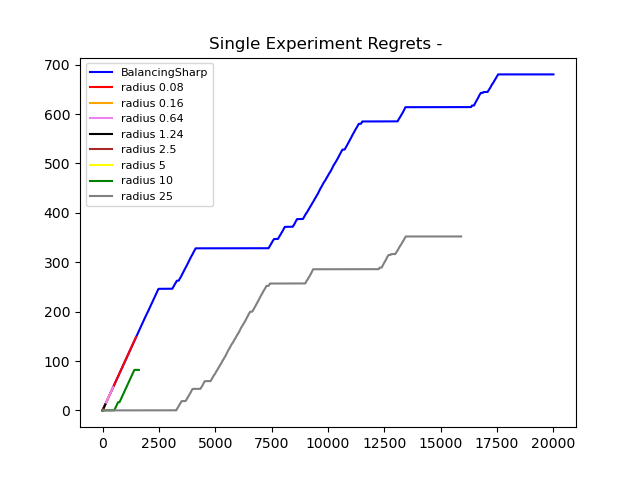 Single Experiment Regrets -
700
600
500
400
300
200
100
0
BalancingSharp
radius 0.08
radius 0.16
radius 0.64
radius 1.24
radius 2.5
radius 5
radius 10
radius 25
0 2500 5000 7500 10000 12500 15000 17500 20000